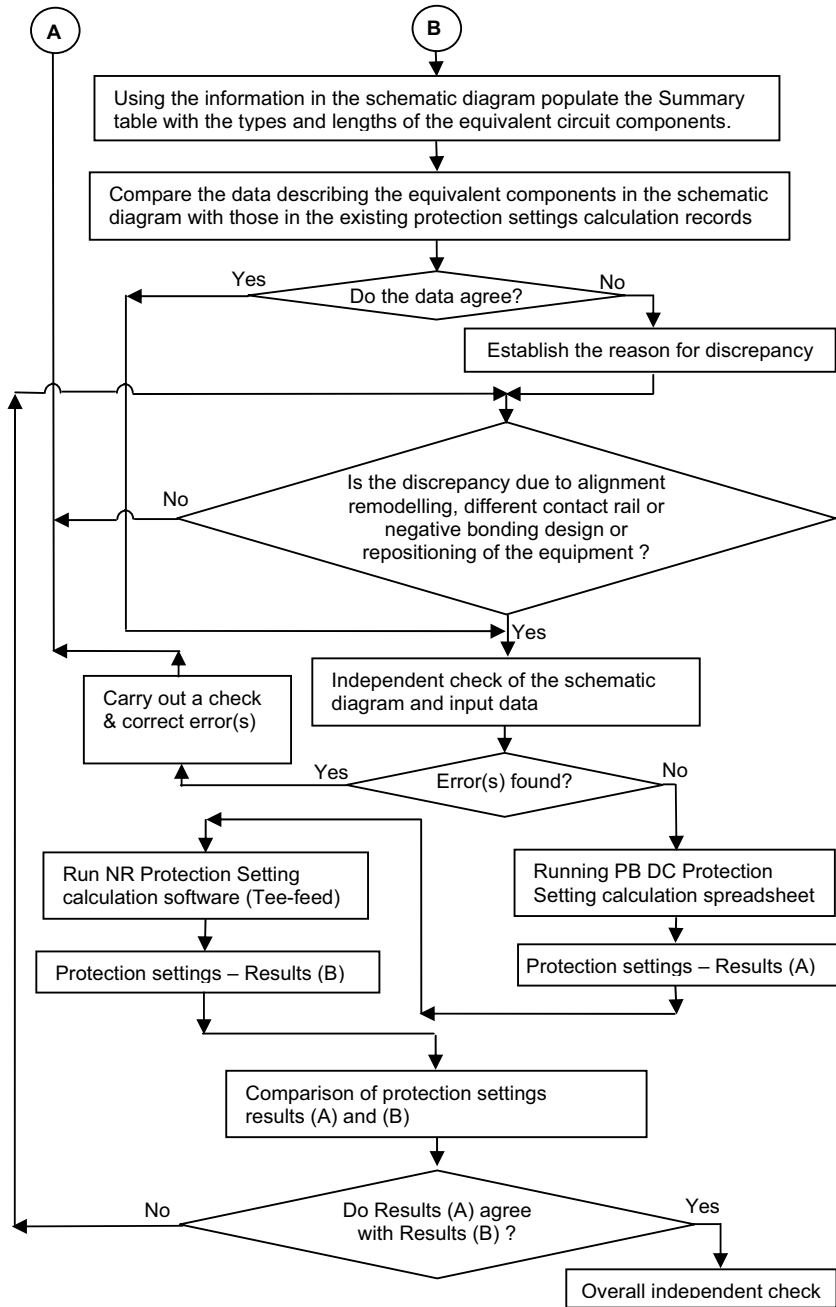 A
B
Using the information in the schematic diagram populate the Summary
table with the types and lengths of the equivalent circuit components.
Compare the data describing the equivalent components in the schematic
diagram with those in the existing protection settings calculation records
Yes
No
Do the data agree?
Establish the reason for discrepancy
No
Is the discrepancy due to alignment
remodelling, different contact rail or
negative bonding design or
repositioning of the equipment ?
Yes
Carry out a check
& correct error(s)
Independent check of the schematic
diagram and input data
Yes
Error(s) found?
No
Run NR Protection Setting
calculation software (Tee-feed)
Running PB DC Protection
Setting calculation spreadsheet
Protection settings – Results (B)
Protection settings – Results (A)
Comparison of protection settings
results (A) and (B)
No
Do Results (A) agree
with Results (B) ?
Yes
Overall independent check